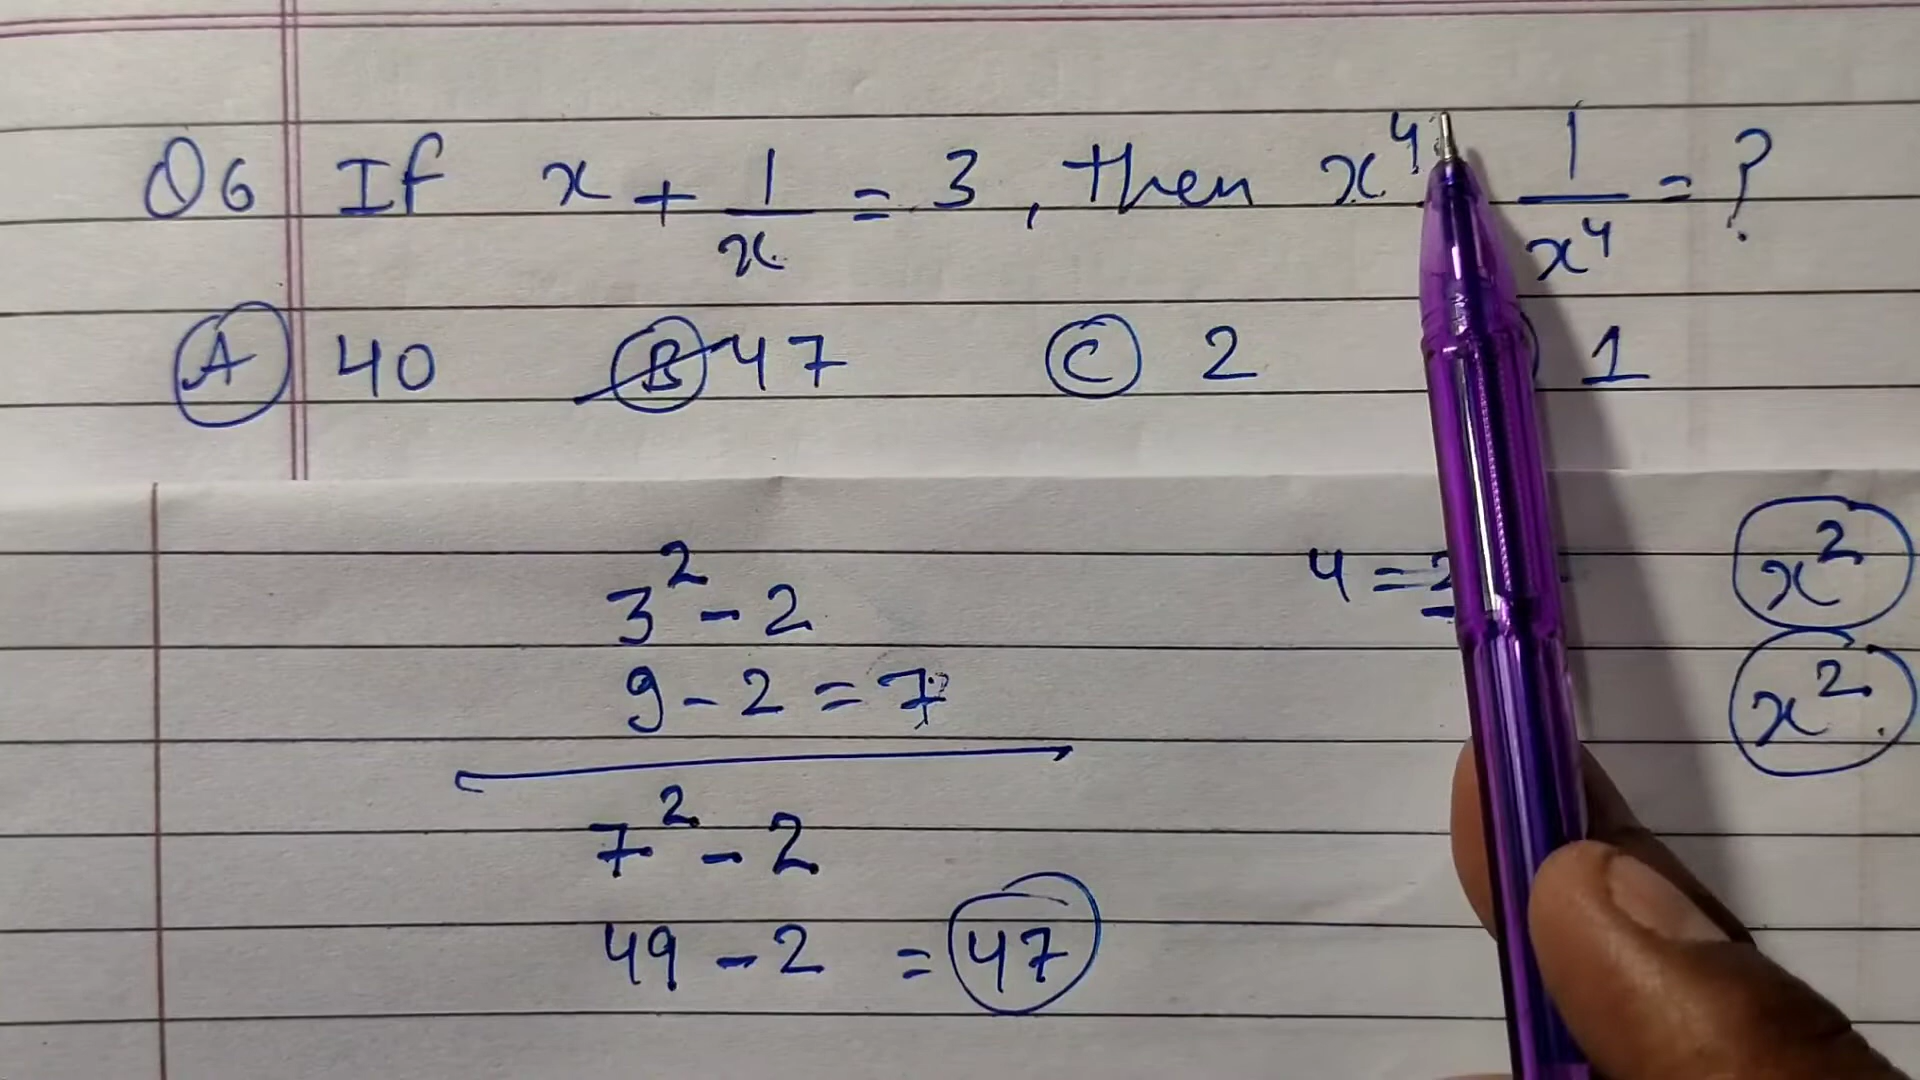 Q6 If x + 1/x = 3, then x⁴ 1/x⁴ = ?
A 40 B 47 C 2 1
3² - 2
9 - 2 = 7
7² - 2
49 - 2 = 47
4 = 2
x²
x²